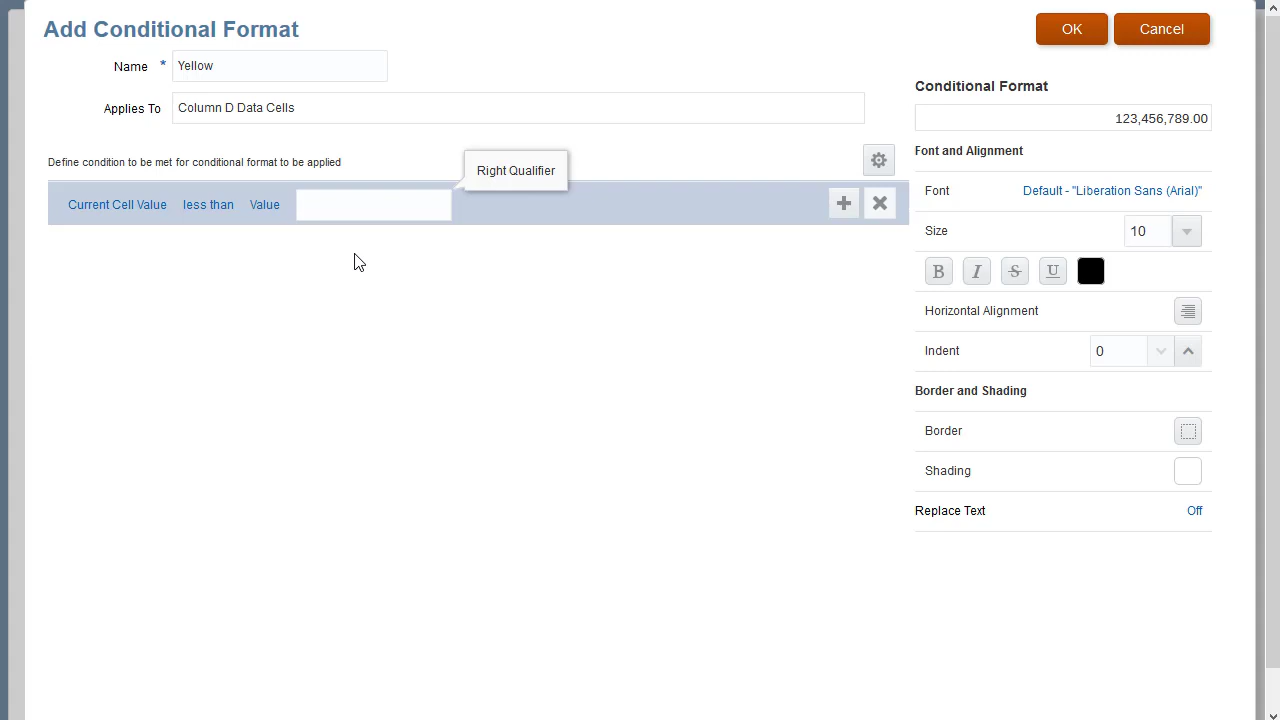 Add Conditional Format
OK
Cancel
Name * Yellow
Applies To Column D Data Cells
Define condition to be met for conditional format to be applied
Right Qualifier
Current Cell Value less than Value
Conditional Format
123,456,789.00
Font and Alignment
Font Default - "Liberation Sans (Arial)"
Size 10
B I S U
Horizontal Alignment
Indent 0
Border and Shading
Border
Shading
Replace Text Off